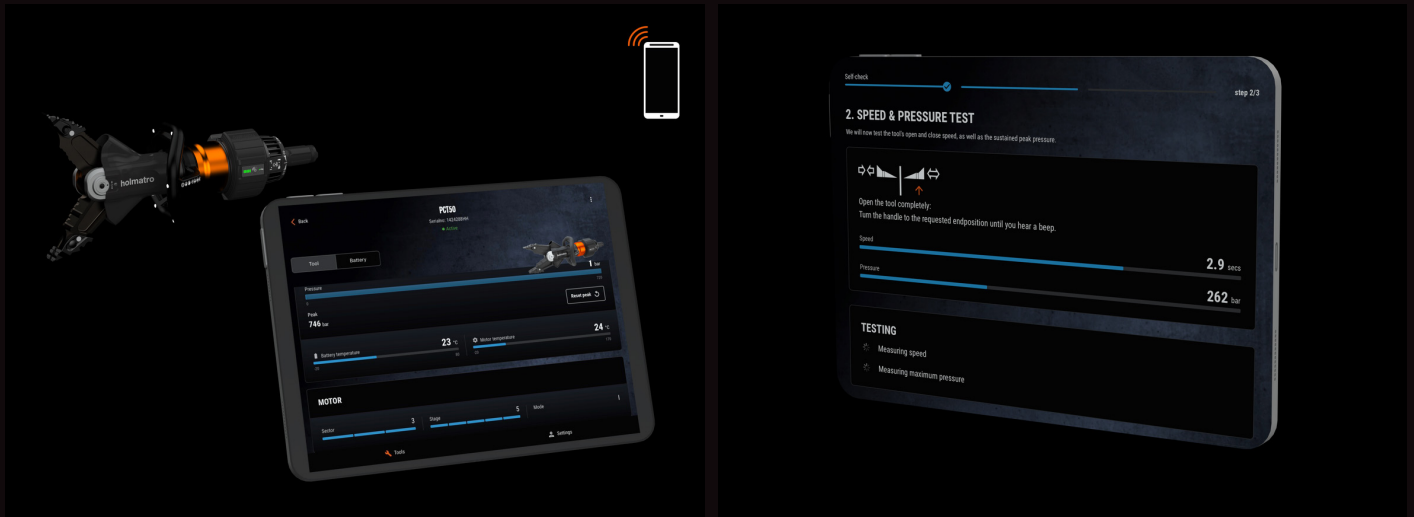 holmatro
Back
PCT50
Active
Tool
Battery
Pressure
1 bar
0
Peak
746 bar
Reset peak
Battery temperature
23 °C
Motor temperature
24 °C
MOTOR
Sector
3
Stage
5
Mode
1
Tools
Settings
Self-check
step 2/3
2. SPEED & PRESSURE TEST
We will now test the tool's open and close speed, as well as the sustained peak pressure.
Open the tool completely:
Turn the handle to the requested endposition until you hear a beep.
Speed
2.9 secs
Pressure
262 bar
TESTING
Measuring speed
Measuring maximum pressure